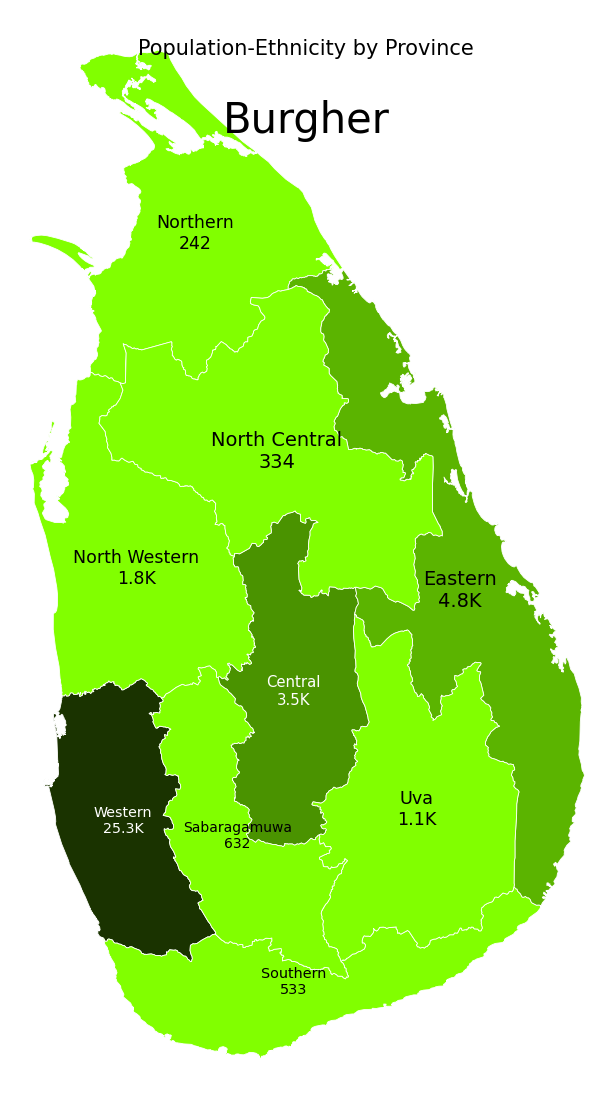 Population-Ethnicity by Province
Burgher
Northern
242
North Central
334
North Western
1.8K
Eastern
4.8K
Central
3.5K
Uva
1.1K
Western
25.3K
Sabaragamuwa
632
Southern
533